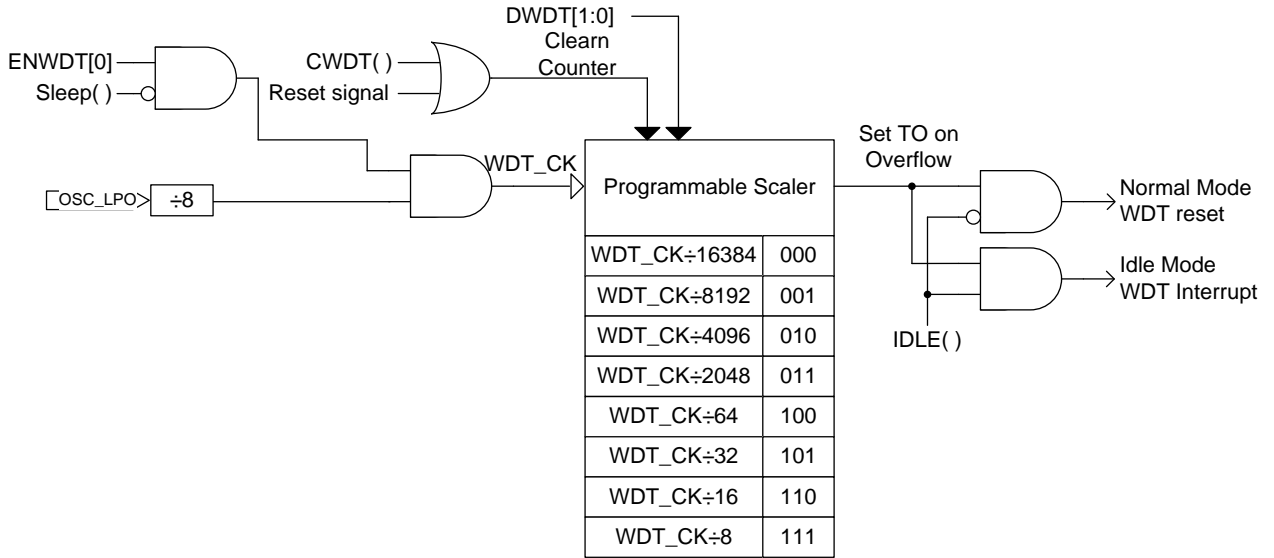 DWDT[1:0]
Clearn
Counter
ENWDT[0]
Sleep( )
CWDT( )
Reset signal
WDT_CK
OSC_LPO
÷8
Programmable Scaler
Set TO on
Overflow
Normal Mode
WDT reset
Idle Mode
WDT Interrupt
IDLE( )
WDT_CK÷16384 000
WDT_CK÷8192 001
WDT_CK÷4096 010
WDT_CK÷2048 011
WDT_CK÷64 100
WDT_CK÷32 101
WDT_CK÷16 110
WDT_CK÷8 111